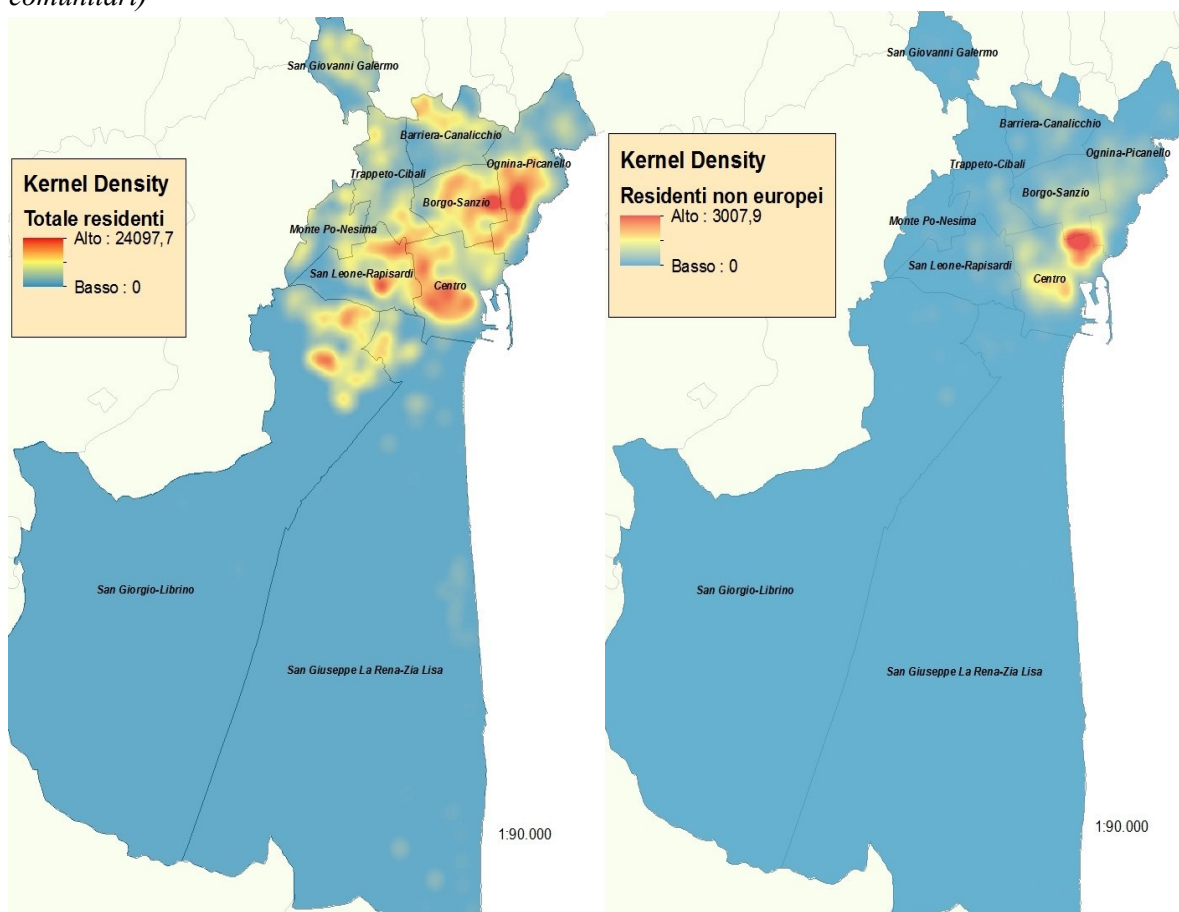 comunitari)
San Giovanni Galermo
Barriera-Canalicchio
Ognina-Picanello
Trappeto-Cibali
Borgo-Sanzio
Monte Po-Nesima
San Leone-Rapisardi
Centro
San Giorgio-Librino
San Giuseppe La Rena-Zia Lisa
Kernel Density
Totale residenti
Alto : 24097,7
Basso : 0
1:90.000
San Giovanni Galermo
Barriera-Canalicchio
Ognina-Picanello
Trappeto-Cibali
Borgo-Sanzio
Monte Po-Nesima
San Leone-Rapisardi
Centro
San Giorgio-Librino
San Giuseppe La Rena-Zia Lisa
Kernel Density
Residenti non europei
Alto : 3007,9
Basso : 0
1:90.000